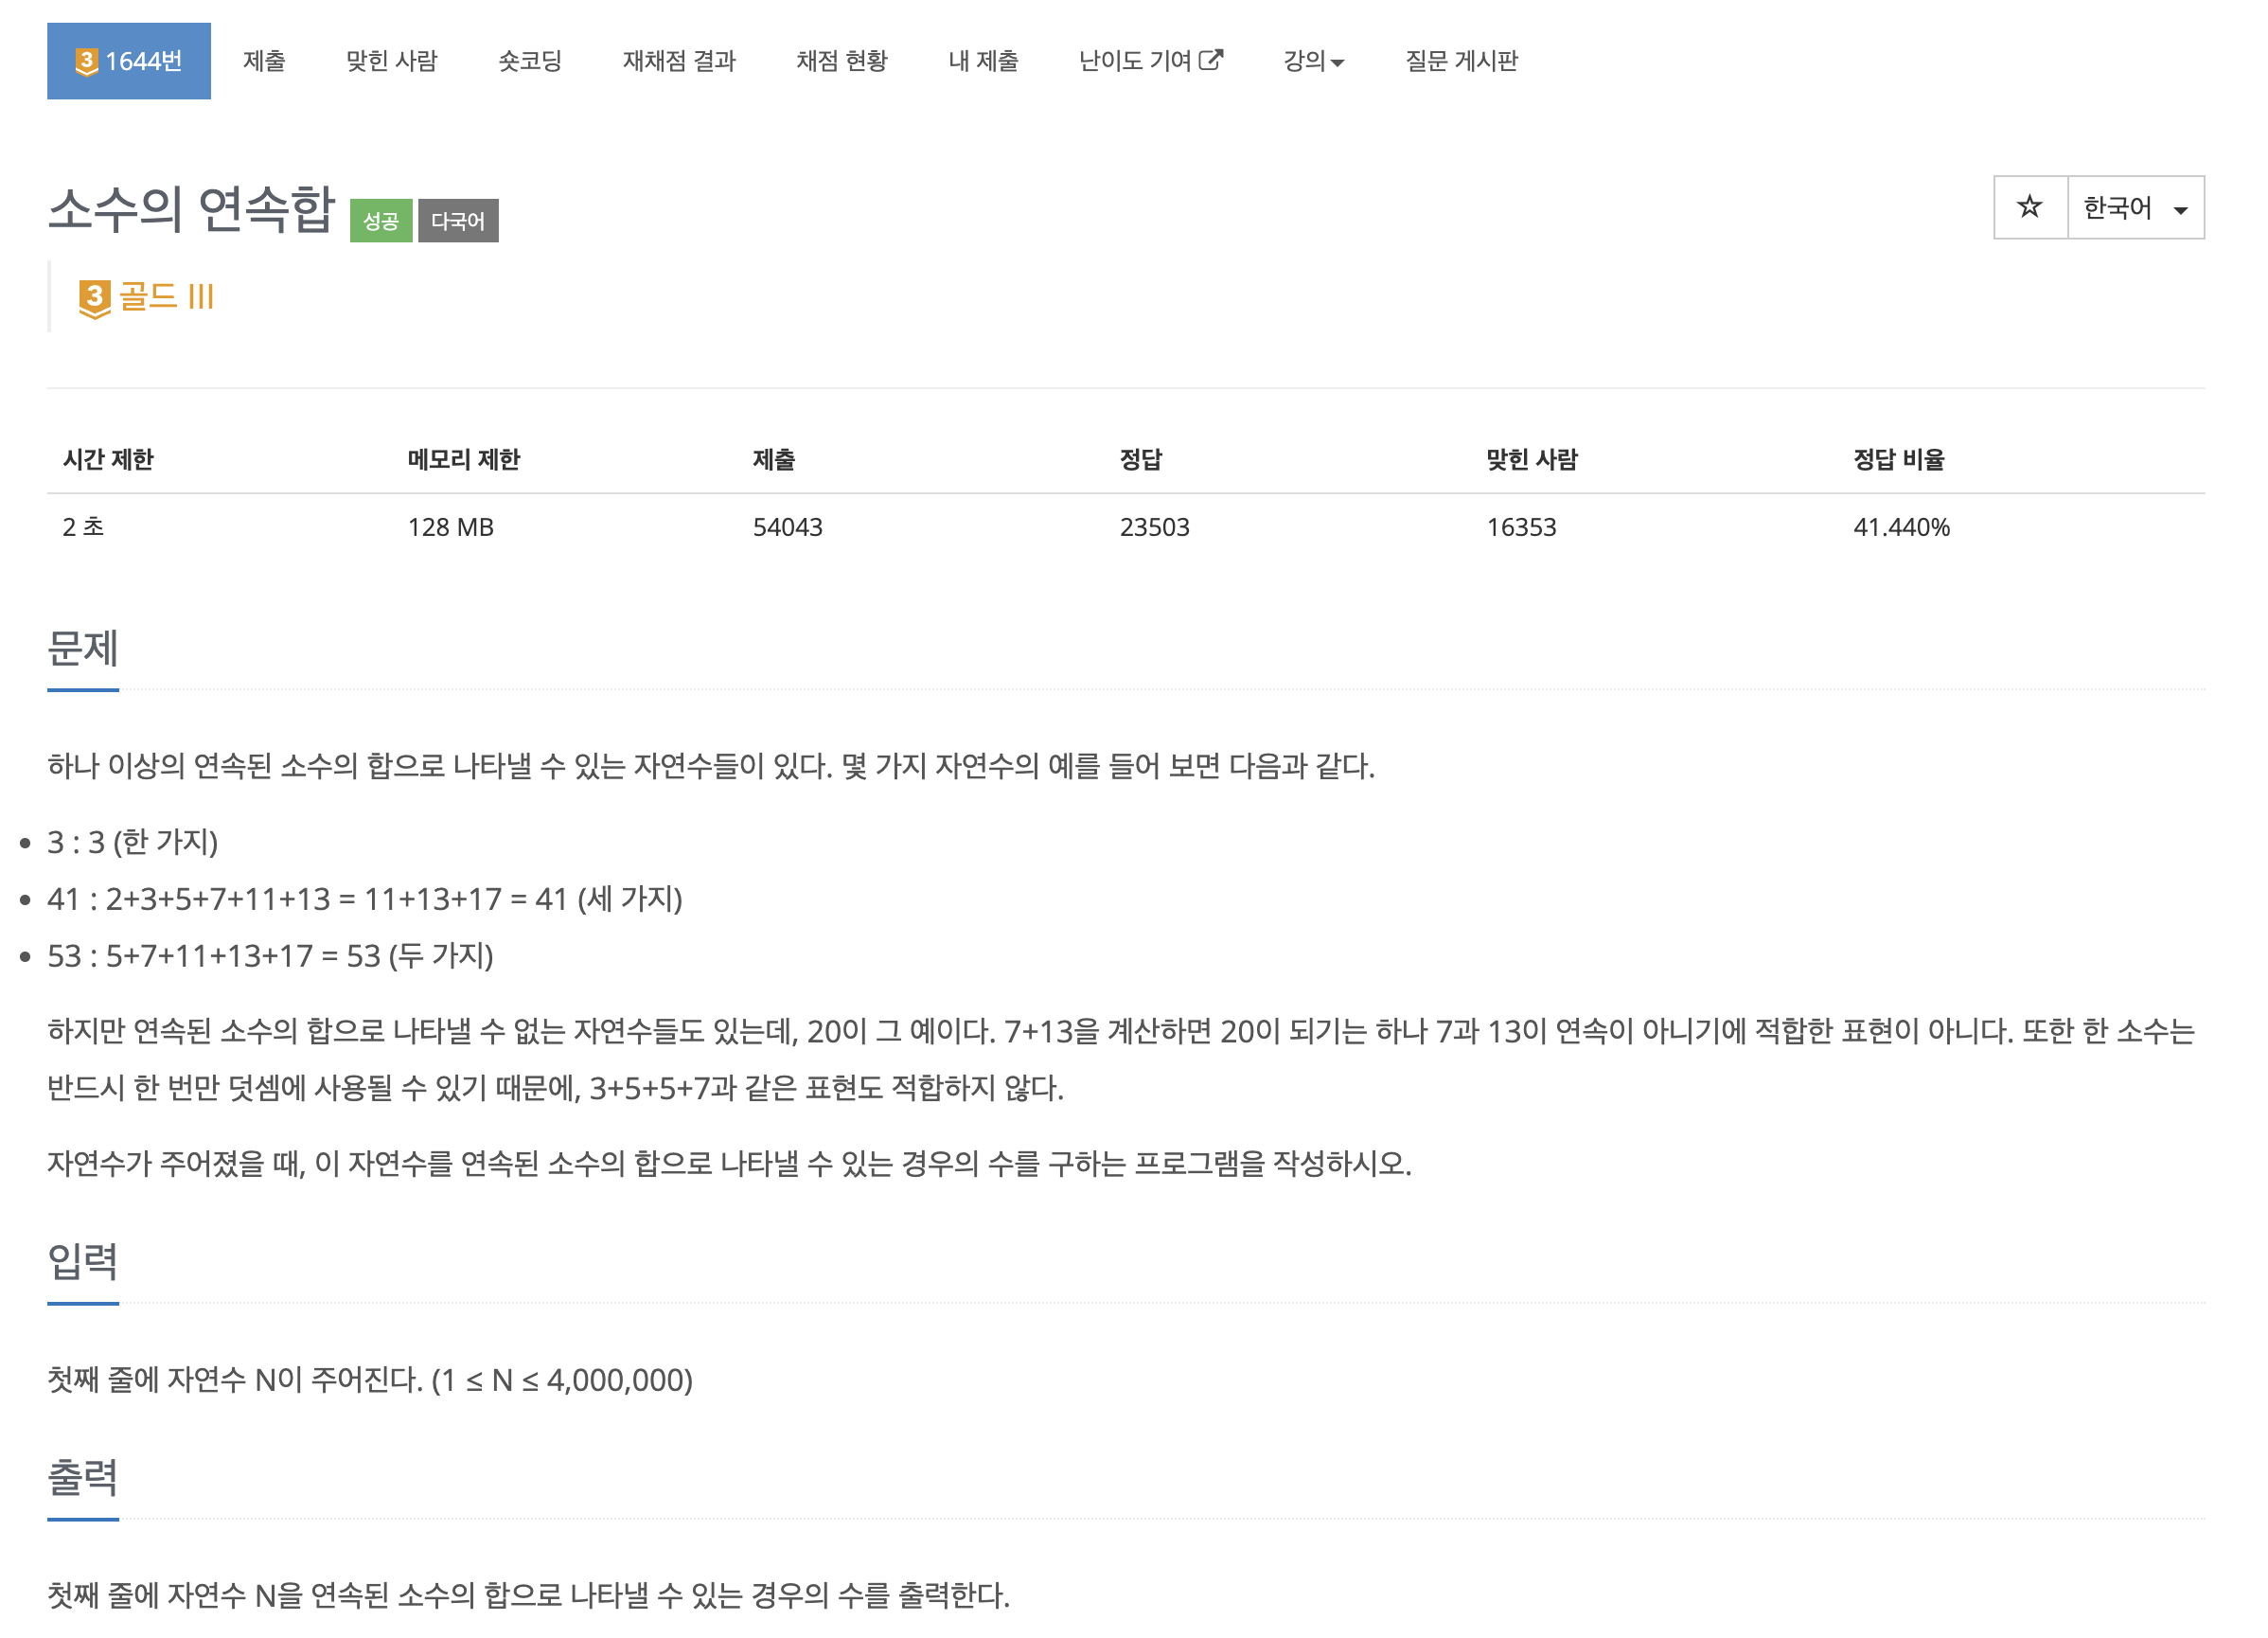 3 1644번 제출 맞힌 사람 숏코딩 재채점 결과 채점 현황 내 제출 난이도 기여 강의 질문 게시판
소수의 연속합 성공 다국어 한국어
3 골드 III
시간 제한 메모리 제한 제출 정답 맞힌 사람 정답 비율
2 초 128 MB 54043 23503 16353 41.440%
문제
하나 이상의 연속된 소수의 합으로 나타낼 수 있는 자연수들이 있다. 몇 가지 자연수의 예를 들어 보면 다음과 같다.
• 3 : 3 (한 가지)
• 41 : 2+3+5+7+11+13 = 11+13+17 = 41 (세 가지)
• 53 : 5+7+11+13+17 = 53 (두 가지)
하지만 연속된 소수의 합으로 나타낼 수 없는 자연수들도 있는데, 20이 그 예이다. 7+13을 계산하면 20이 되기는 하나 7과 13이 연속이 아니기에 적합한 표현이 아니다. 또한 한 소수는
반드시 한 번만 덧셈에 사용될 수 있기 때문에, 3+5+5+7과 같은 표현도 적합하지 않다.
자연수가 주어졌을 때, 이 자연수를 연속된 소수의 합으로 나타낼 수 있는 경우의 수를 구하는 프로그램을 작성하시오.
입력
첫째 줄에 자연수 N이 주어진다. (1 ≤ N ≤ 4,000,000)
출력
첫째 줄에 자연수 N을 연속된 소수의 합으로 나타낼 수 있는 경우의 수를 출력한다.